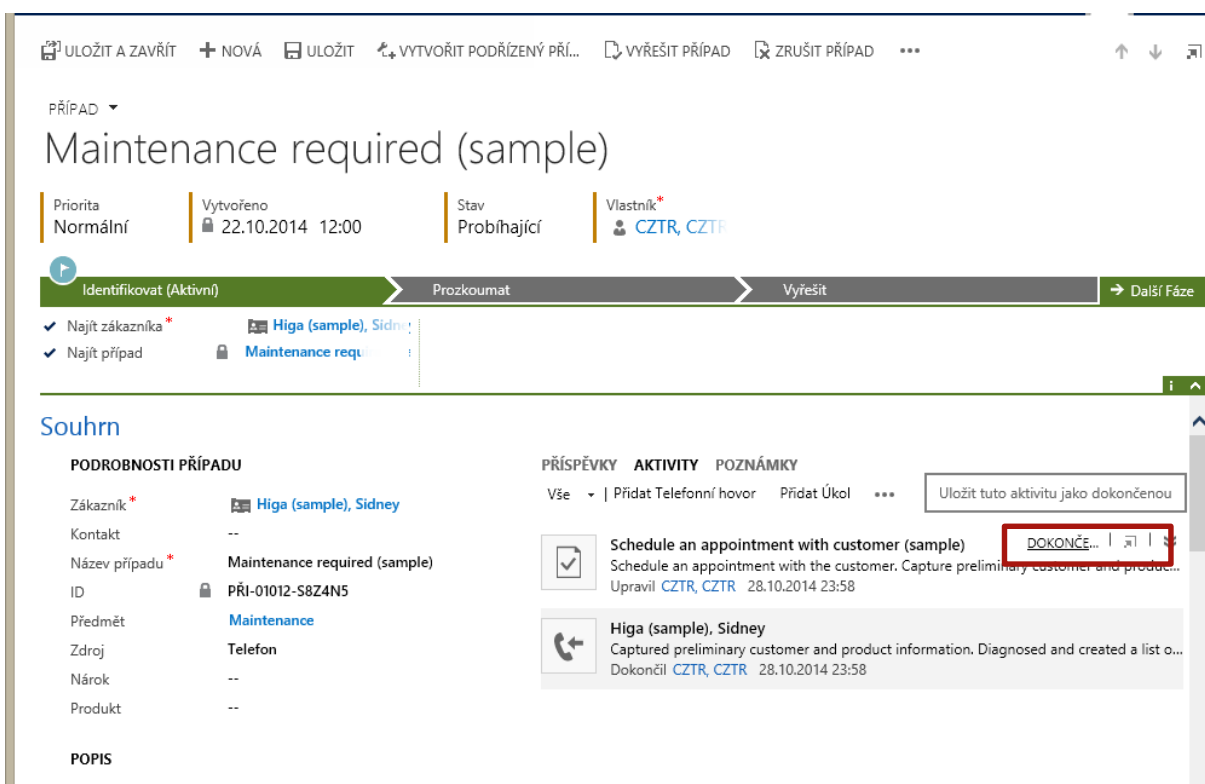 ULOŽIT A ZAVŘÍT NOVÁ ULOŽIT VYTVOŘIT PODŘÍZENÝ PŘÍ... VYŘEŠIT PŘÍPAD ZRUŠIT PŘÍPAD •••
PŘÍPAD
Maintenance required (sample)
Priorita Vytvořeno Stav Vlastník*
Normální 22.10.2014 12:00 Probíhající CZTR, CZTR
Identifikovat (Aktivní) Prozkoumat Vyřešit Další Fáze
Najít zákazníka* Higa (sample), Sidney
Najít případ Maintenance requ
Souhrn
PODROBNOSTI PŘÍPADU
Zákazník* Higa (sample), Sidney
Kontakt --
Název případu* Maintenance required (sample)
ID PŘI-01012-S8Z4N5
Předmět Maintenance
Zdroj Telefon
Nárok --
Produkt --
POPIS
PŘÍSPĚVKY AKTIVITY POZNÁMKY
Vše | Přidat Telefonní hovor Přidat Úkol •••
Uložit tuto aktivitu jako dokončenou
DOKONČE...
Schedule an appointment with customer (sample)
Schedule an appointment with the customer. Capture preliminary customer and produc...
Upravil CZTR, CZTR 28.10.2014 23:58
Higa (sample), Sidney
Captured preliminary customer and product information. Diagnosed and created a list o...
Dokončil CZTR, CZTR 28.10.2014 23:58